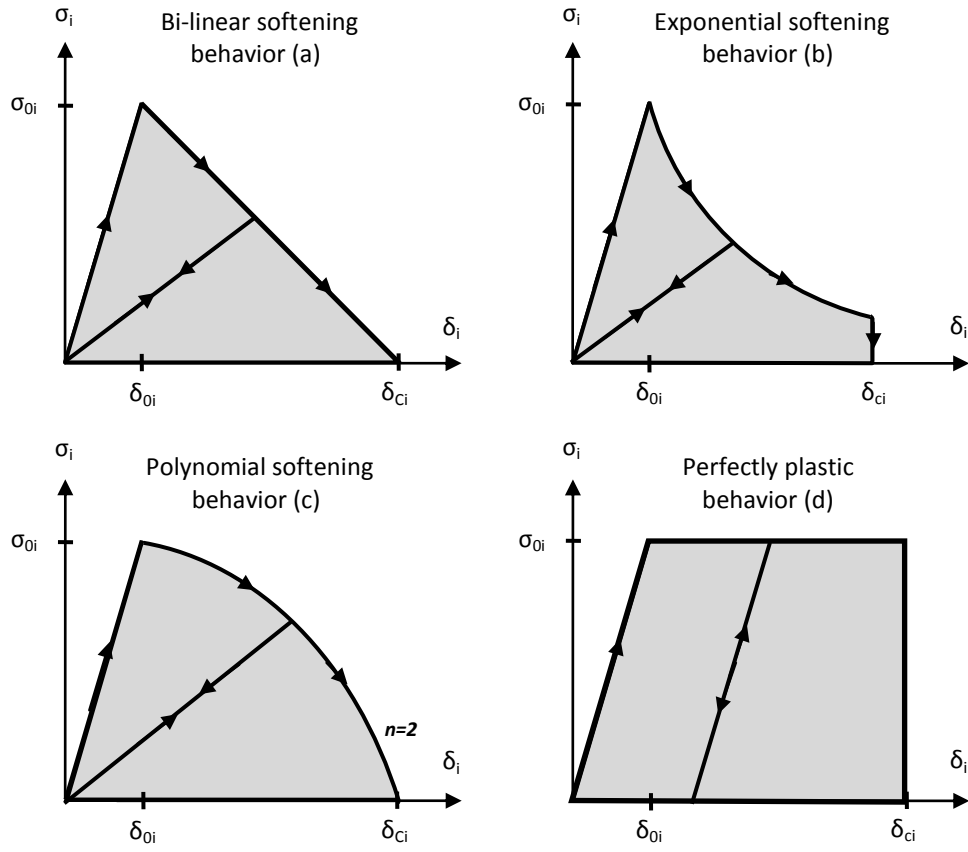 σi
Bi-linear softening
behavior (a)
σ0i
δi
δ0i
δCi
σi
Exponential softening
behavior (b)
σ0i
δi
δ0i
δci
σi
Polynomial softening
behavior (c)
σ0i
n=2
δi
δ0i
δCi
σi
Perfectly plastic
behavior (d)
σ0i
δi
δ0i
δci